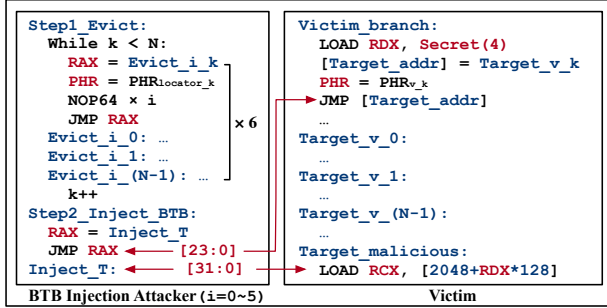 Step1_Evict:
While k < N:
RAX = Evict_i_k
PHR = PHRlocator_k
NOP64 × i
JMP RAX
Evict_i_0: …
Evict_i_1: …
Evict_i_(N-1): …
× 6
k++
Step2_Inject_BTB:
RAX = Inject_T
JMP RAX [23:0]
Inject_T: [31:0]
BTB Injection Attacker (i=0~5)
Victim_branch:
LOAD RDX, Secret(4)
[Target_addr] = Target_v_k
PHR = PHRv_k
JMP [Target_addr]
…
Target_v_0:
…
Target_v_1:
…
Target_v_(N-1):
…
Target_malicious:
LOAD RCX, [2048+RDX*128]
Victim